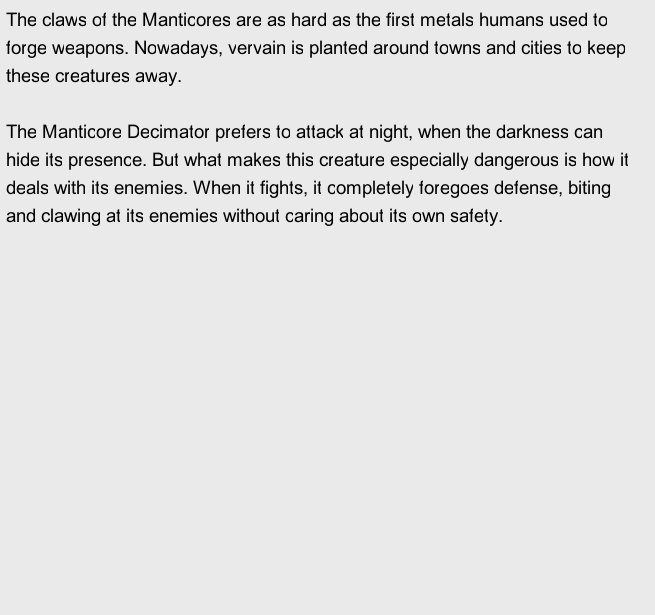 The claws of the Manticores are as hard as the first metals humans used to
forge weapons. Nowadays, vervain is planted around towns and cities to keep
these creatures away.

The Manticore Decimator prefers to attack at night, when the darkness can
hide its presence. But what makes this creature especially dangerous is how it
deals with its enemies. When it fights, it completely foregoes defense, biting
and clawing at its enemies without caring about its own safety.